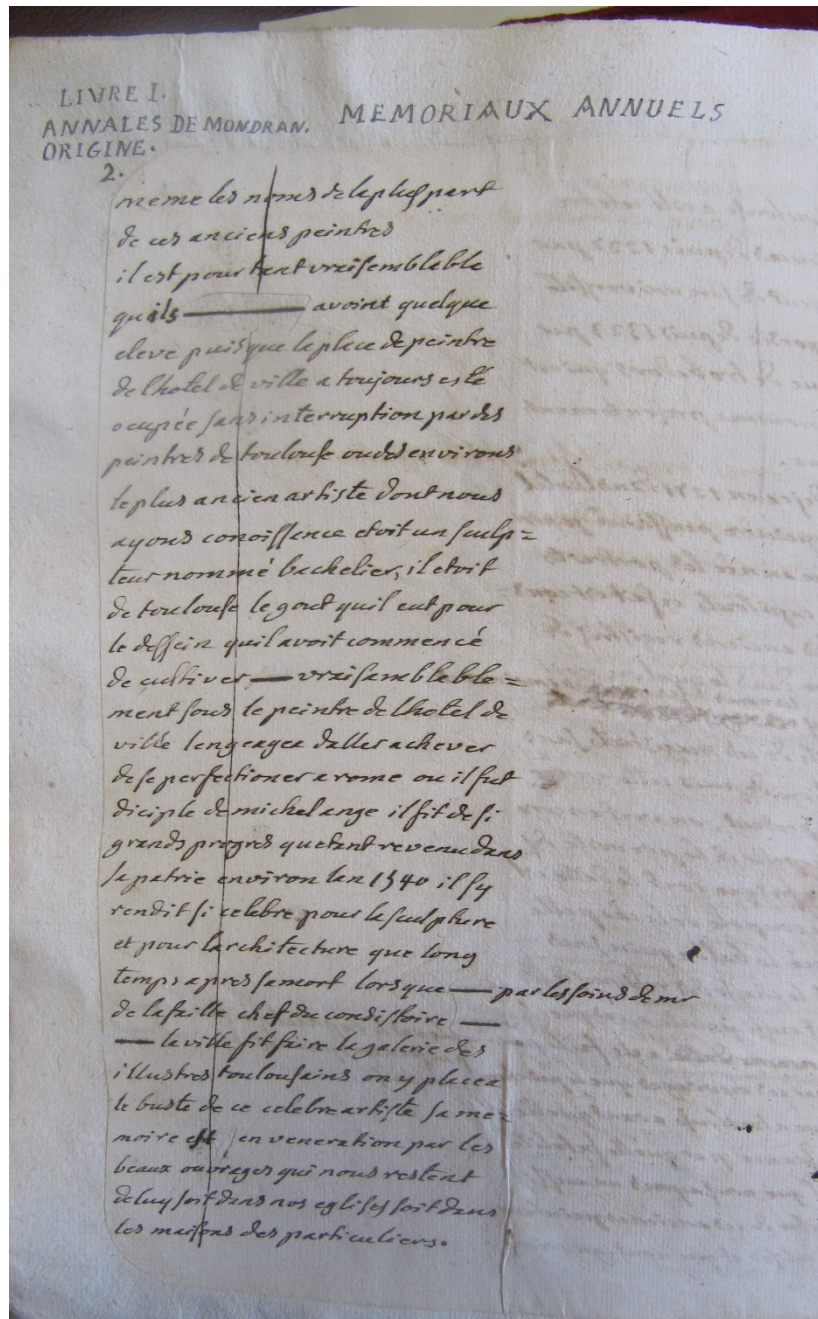 LIVRE I.
ANNALES DE MONDRAN. MEMORIAUX ANNUELS
ORIGINE.
2.
meme les noms de la plus part
de ces anciens peintres
il est pourtant vraisemblable
quils avoint quelque
eleve puis que la place de peintre
de lhotel de ville a toujours esté
ocupée sans interruption par des
peintres de toulouse ou des environs
le plus ancien artiste dont nous
ayons conoissence etoit un sculp=
teur nommé bachelier, il etoit
de toulouse le gout quil eut pour
le dessein quil avoit commencé
de cultiver vraisemblable=
ment sous le peintre de lhotel de
ville lengeagea daller achever
de se perfectioner a rome ou il fut
diciple de michel ange il fit de si
grands progres quetant revenu dans
sa patrie environ lan 1540 il sy
rendit si celebre pour la sculpture
et pour larchitecture que long
temps apres sa mort lorsque par les soins de mr
de lafaille chef du consistoire
la ville fit faire la galerie des
illustres toulousains on y placea
le buste de ce celebre artiste sa me=
moire est en veneration par les
beaux ouvrages qui nous restent
de luy soit dans nos eglises soit dans
les maisons des particuliers.